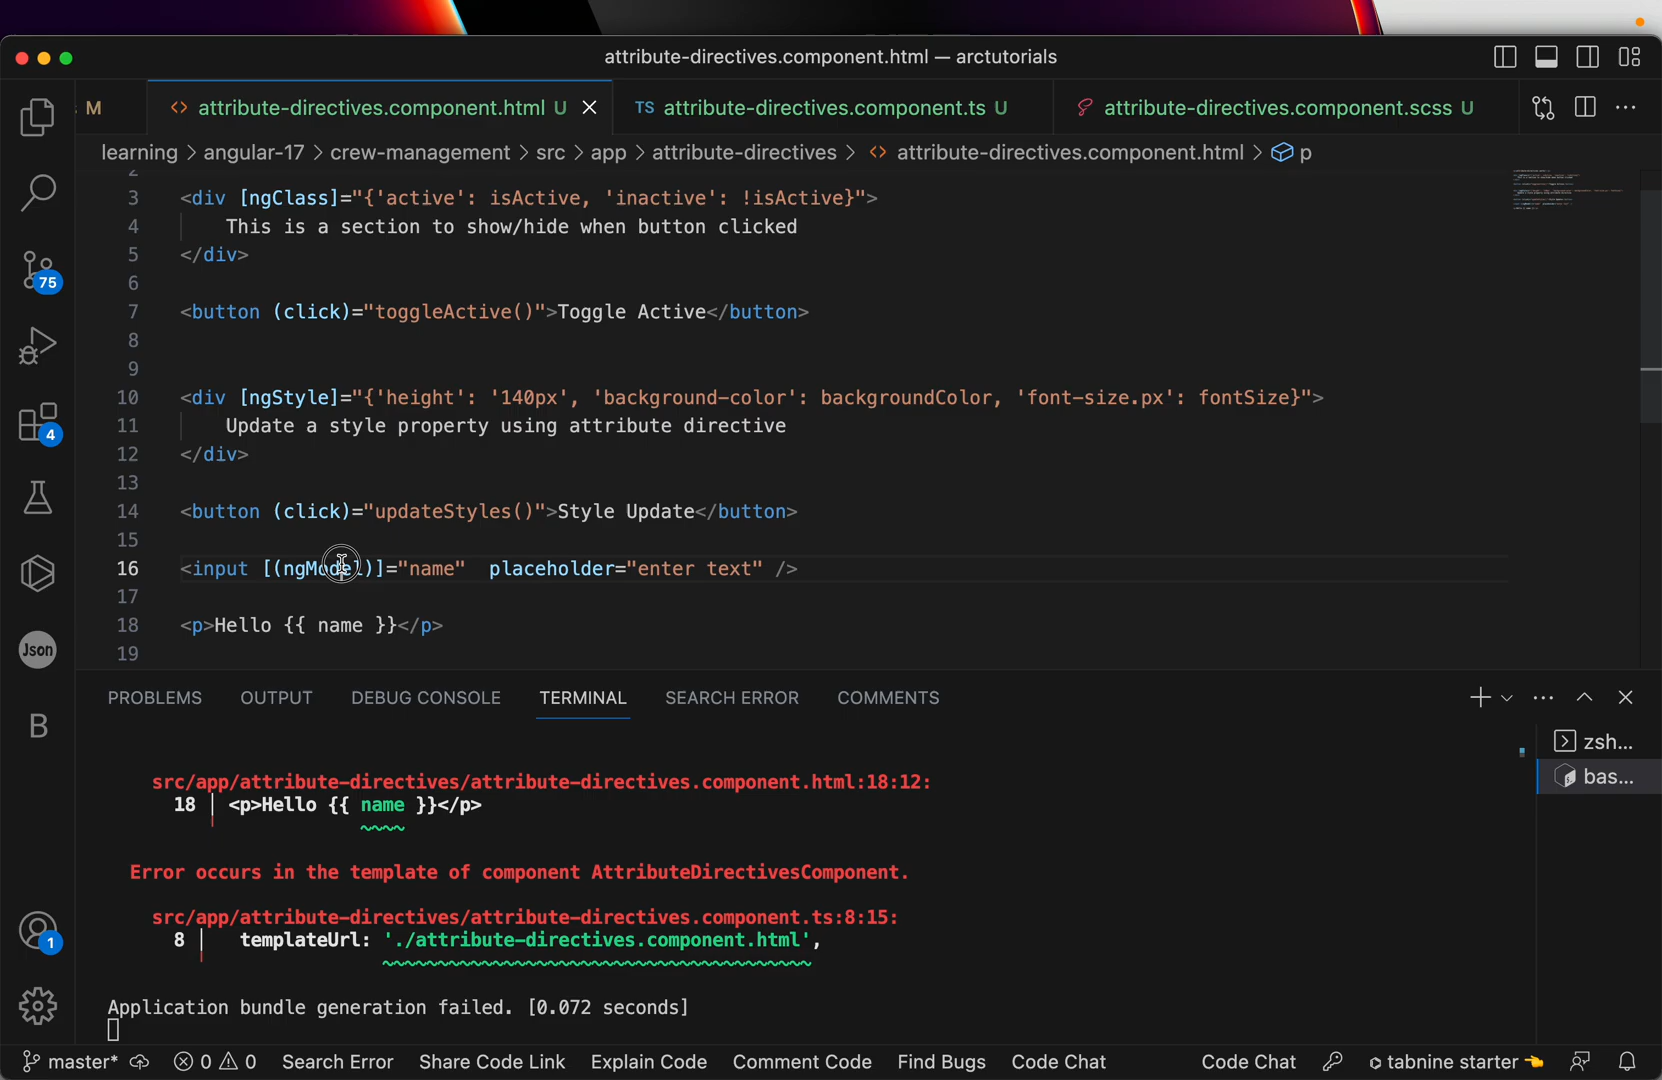 attribute-directives.component.html — arctutorials
M
attribute-directives.component.html U
TS attribute-directives.component.ts U
attribute-directives.component.scss U
learning > angular-17 > crew-management > src > app > attribute-directives > <> attribute-directives.component.html > p
2
3 <div [ngClass]="{'active': isActive, 'inactive': !isActive}">
4 This is a section to show/hide when button clicked
5 </div>
6
7 <button (click)="toggleActive()">Toggle Active</button>
8
9
10 <div [ngStyle]="{'height': '140px', 'background-color': backgroundColor, 'font-size.px': fontSize}">
11 Update a style property using attribute directive
12 </div>
13
14 <button (click)="updateStyles()">Style Update</button>
15
16 <input [(ngModel)]="name"  placeholder="enter text" />
17
18 <p>Hello {{ name }}</p>
19
75
4
Json
B
1
PROBLEMS OUTPUT DEBUG CONSOLE TERMINAL SEARCH ERROR COMMENTS
zsh...
bas...
src/app/attribute-directives/attribute-directives.component.html:18:12:
18 │ <p>Hello {{ name }}</p>
Error occurs in the template of component AttributeDirectivesComponent.
src/app/attribute-directives/attribute-directives.component.ts:8:15:
8 │ templateUrl: './attribute-directives.component.html',
Application bundle generation failed. [0.072 seconds]
master* 0 0 Search Error Share Code Link Explain Code Comment Code Find Bugs Code Chat Code Chat tabnine starter 👈